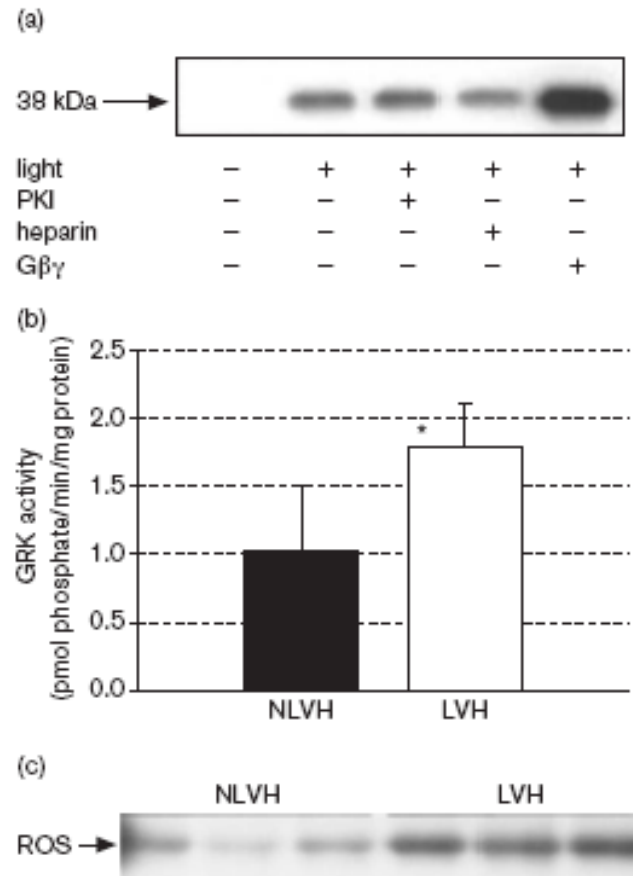 (a)
38 kDa
light – + + + +
PKI – – + – –
heparin – – – + –
Gβγ – – – – +
(b)
GRK activity
(pmol phosphate/min/mg protein)
2.5
2.0
1.5
1.0
0.5
0.0
*
NLVH LVH
(c)
NLVH LVH
ROS